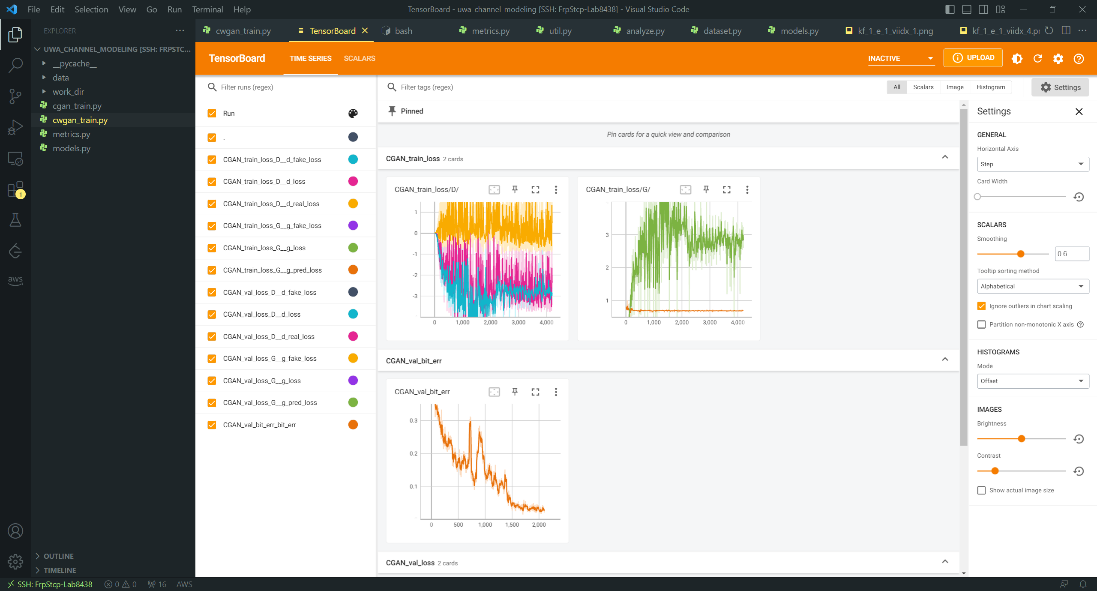 File Edit Selection View Go Run Terminal Help
TensorBoard - uwa_channel_modeling [SSH: FrpStcp-Lab8438] - Visual Studio Code
EXPLORER
UWA_CHANNEL_MODELING [SSH: FRPSTC...
__pycache__
data
work_dir
cgan_train.py
cwgan_train.py
metrics.py
models.py
OUTLINE
TIMELINE
1
aws
cwgan_train.py
TensorBoard
bash
metrics.py
util.py
analyze.py
dataset.py
models.py
kf_1_e_1_viidx_1.png
kf_1_e_1_viidx_4.p
TensorBoard
TIME SERIES
SCALARS
INACTIVE
UPLOAD
Filter runs (regex)
Run
.
CGAN_train_loss_D__d_fake_loss
CGAN_train_loss_D__d_loss
CGAN_train_loss_D__d_real_loss
CGAN_train_loss_G__g_fake_loss
CGAN_train_loss_G__g_loss
CGAN_train_loss_G__g_pred_loss
CGAN_val_loss_D__d_fake_loss
CGAN_val_loss_D__d_loss
CGAN_val_loss_D__d_real_loss
CGAN_val_loss_G__g_fake_loss
CGAN_val_loss_G__g_loss
CGAN_val_loss_G__g_pred_loss
CGAN_val_bit_err_bit_err
Filter tags (regex)
All
Scalars
Image
Histogram
Settings
Pinned
Pin cards for a quick view and comparison
CGAN_train_loss 2 cards
CGAN_train_loss/D/
1
0
-1
-2
-3
0
1,000
2,000
3,000
4,000
CGAN_train_loss/G/
3
2
1
0
1,000
2,000
3,000
4,000
CGAN_val_bit_err
CGAN_val_bit_err
0.3
0.2
0.1
0
500
1,000
1,500
2,000
CGAN_val_loss 2 cards
Settings
GENERAL
Horizontal Axis
Step
Card Width
SCALARS
Smoothing
0.6
Tooltip sorting method
Alphabetical
Ignore outliers in chart scaling
Partition non-monotonic X axis
HISTOGRAMS
Mode
Offset
IMAGES
Brightness
Contrast
Show actual image size
SSH: FrpStcp-Lab8438
0
0
16
AWS